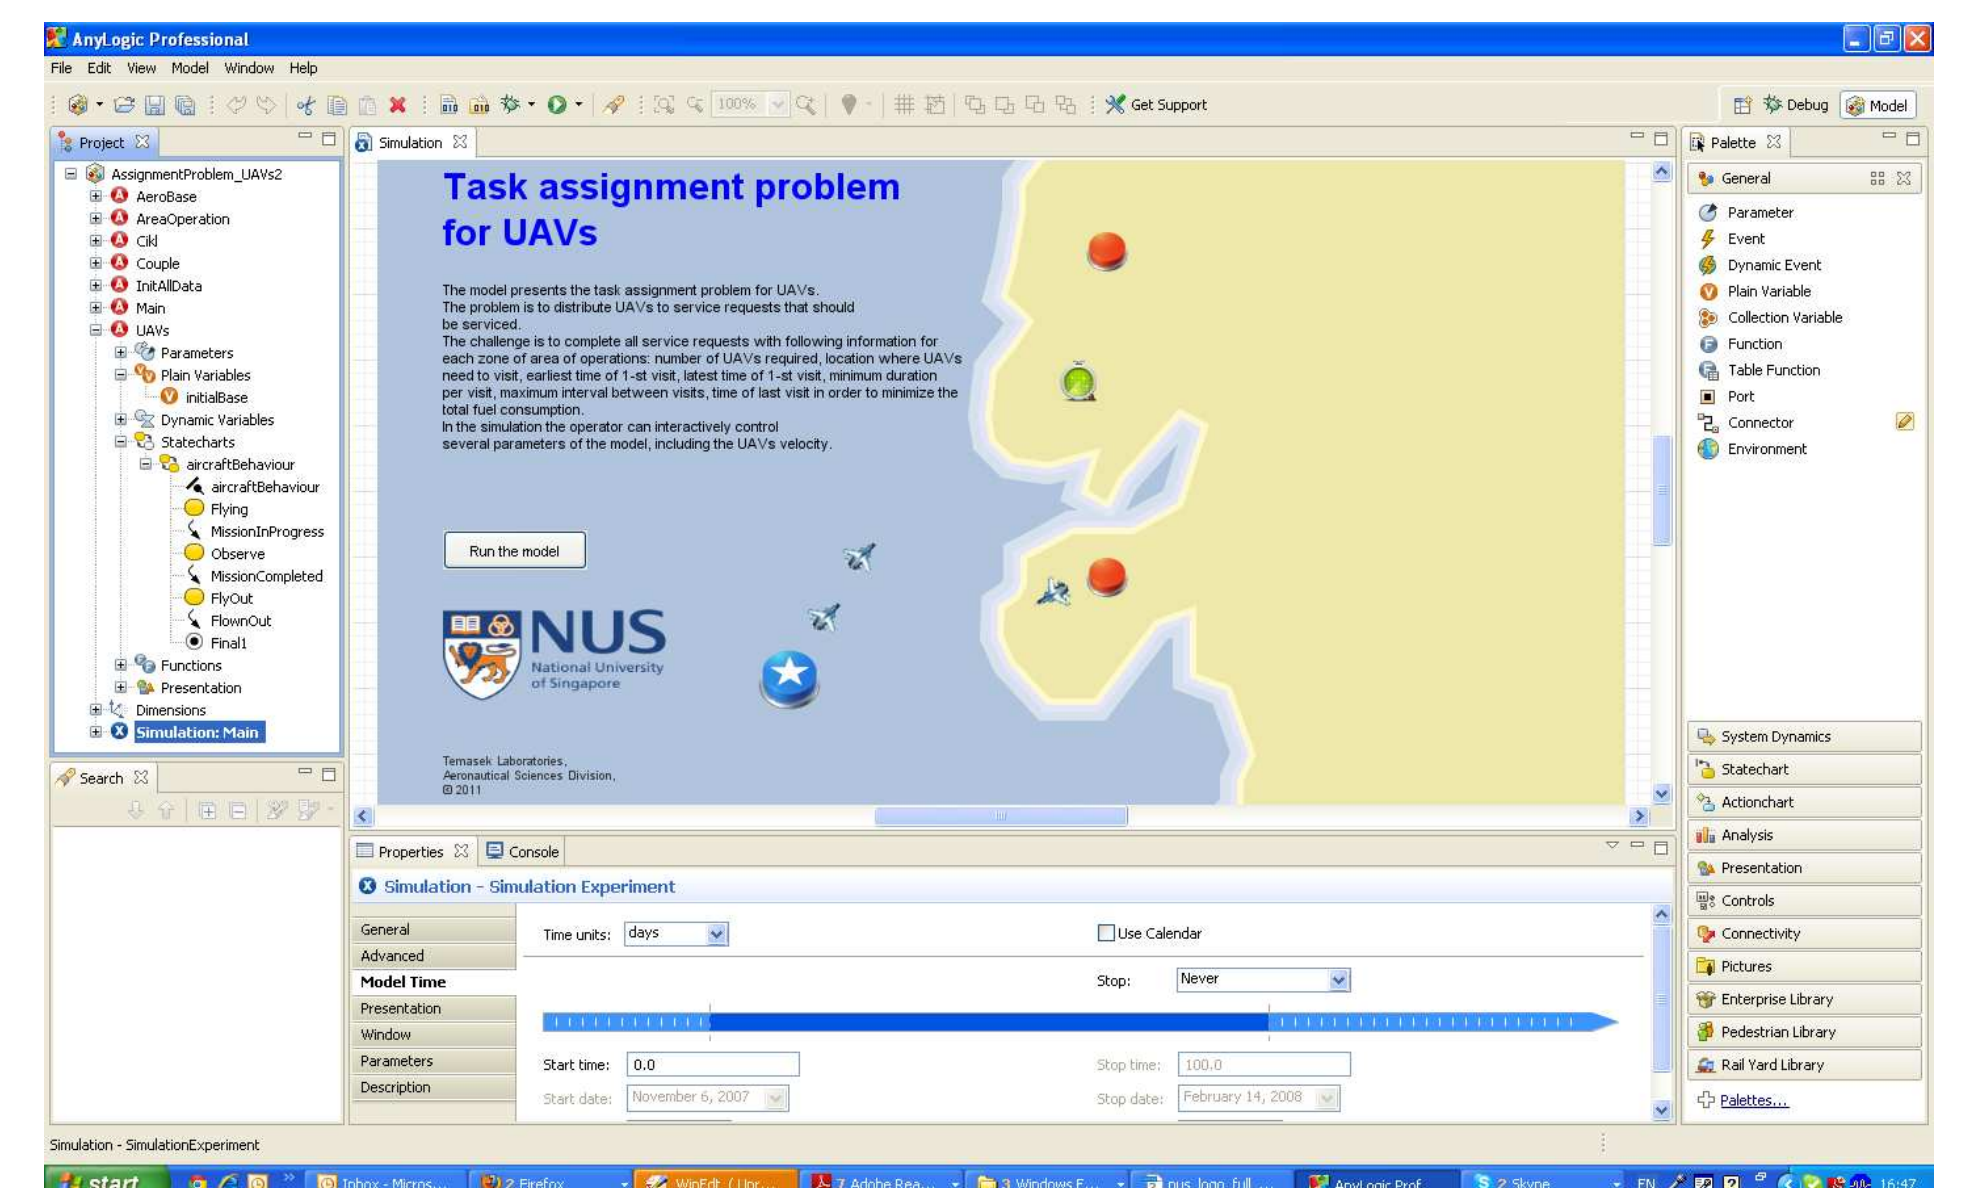 AnyLogic Professional
File Edit View Model Window Help
100% Get Support Debug Model
Project
AssignmentProblem_UAVs2
AeroBase
AreaOperation
Cikl
Couple
InitAllData
Main
UAVs
Parameters
Plain Variables
initialBase
Dynamic Variables
Statecharts
aircraftBehaviour
aircraftBehaviour
Flying
MissionInProgress
Observe
MissionCompleted
FlyOut
FlownOut
Final1
Functions
Presentation
Dimensions
Simulation: Main
Search
Simulation
Task assignment problem
for UAVs
The model presents the task assignment problem for UAVs.
The problem is to distribute UAVs to service requests that should
be serviced.
The challenge is to complete all service requests with following information for
each zone of area of operations: number of UAVs required, location where UAVs
need to visit, earliest time of 1-st visit, latest time of 1-st visit, minimum duration
per visit, maximum interval between visits, time of last visit in order to minimize the
total fuel consumption.
In the simulation the operator can interactively control
several parameters of the model, including the UAVs velocity.
Run the model
NUS
National University
of Singapore
Temasek Laboratories,
Aeronautical Sciences Division,
© 2011
Properties Console
Simulation - Simulation Experiment
General
Advanced
Model Time
Presentation
Window
Parameters
Description
Time units: days Use Calendar
Stop: Never
Start time: 0.0 Stop time: 100.0
Start date: November 6, 2007 Stop date: February 14, 2008
Palette
General
Parameter
Event
Dynamic Event
Plain Variable
Collection Variable
Function
Table Function
Port
Connector
Environment
System Dynamics
Statechart
Actionchart
Analysis
Presentation
Controls
Connectivity
Pictures
Enterprise Library
Pedestrian Library
Rail Yard Library
Palettes...
Simulation - SimulationExperiment
start Inbox - Micros... 2 Firefox WinEdt (Upr... 7 Adobe Rea... 3 Windows E... nus_logo_full_... AnyLogic Prof... 2 Skype EN 16:47